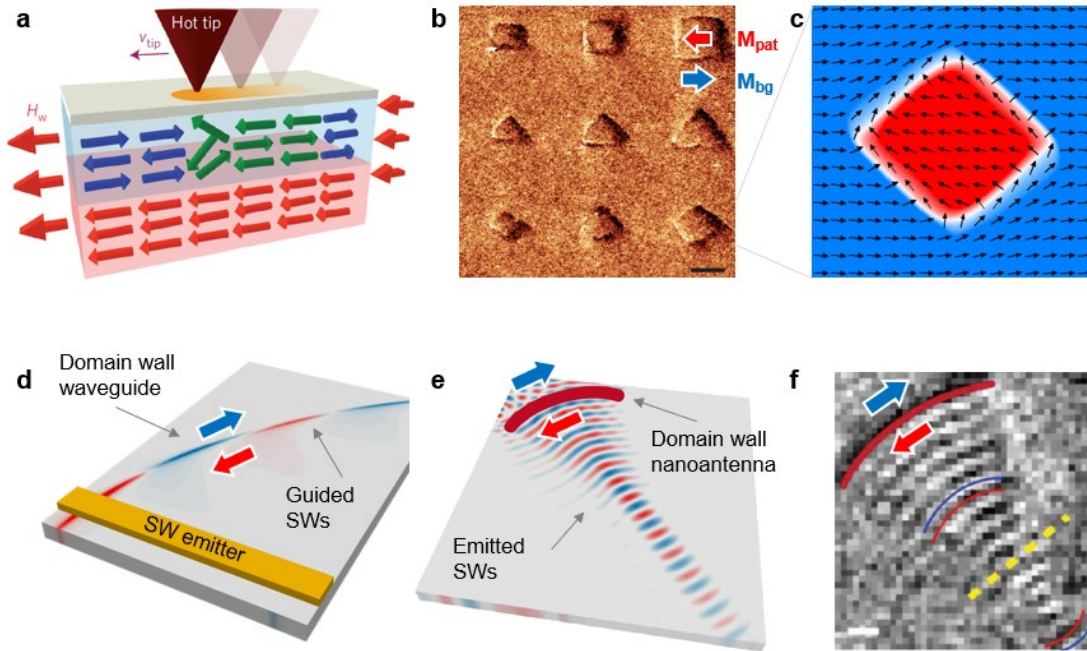 a
Hot tip
v_tip
H_w
b
M_pat
M_bg
c
d
Domain wall
waveguide
Guided
SWs
SW emitter
e
Domain wall
nanoantenna
Emitted
SWs
f